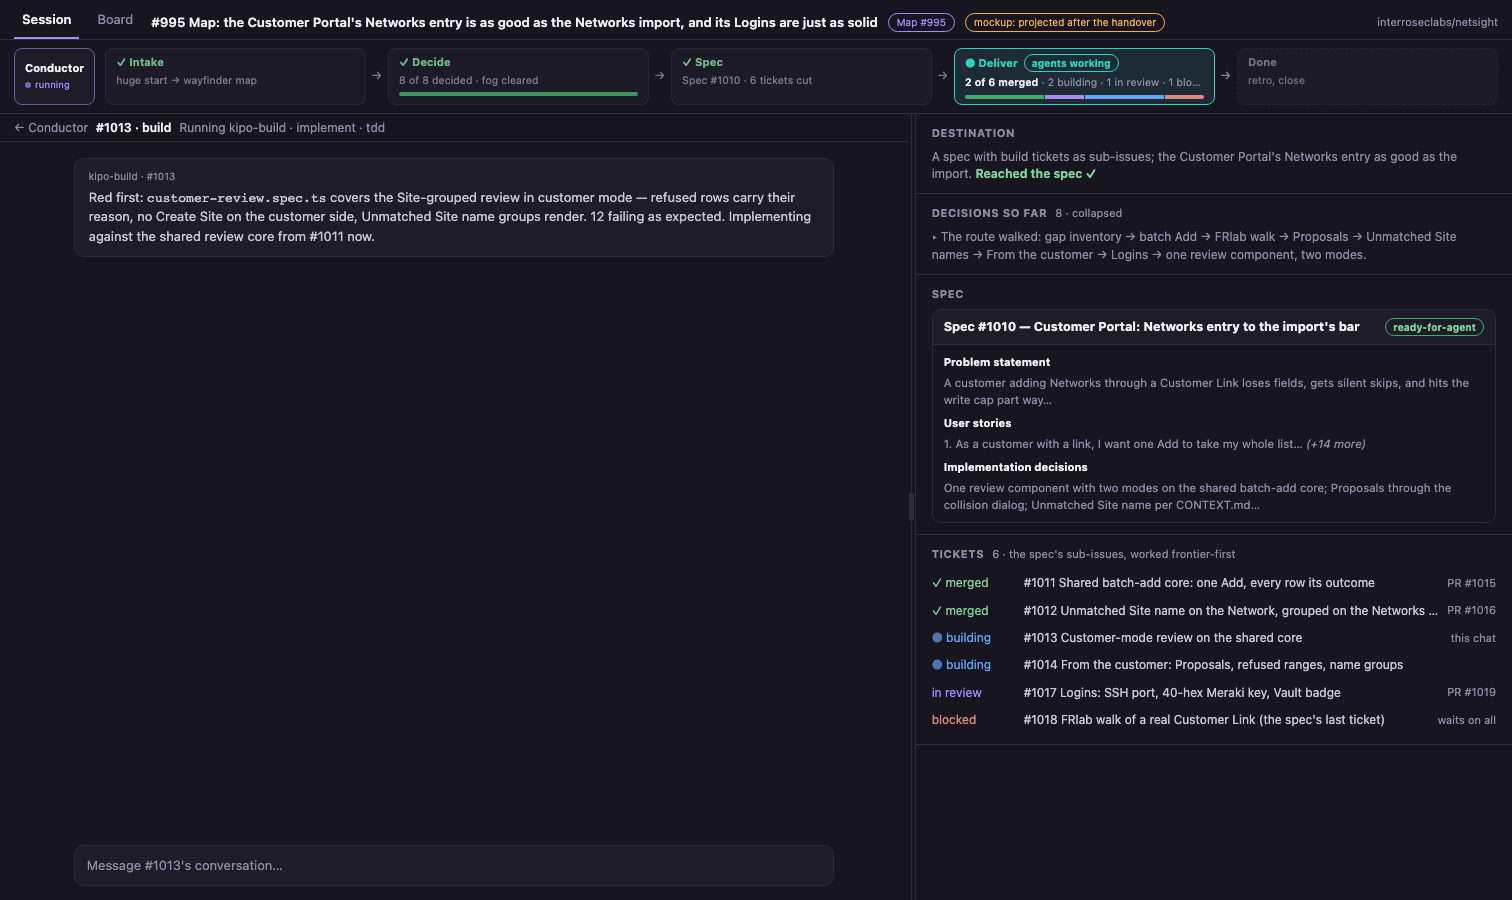 Session
Board
#995 Map: the Customer Portal's Networks entry is as good as the Networks import, and its Logins are just as solid
Map #995
mockup: projected after the handover
interroseclabs/netsight
Conductor
running
✓ Intake
huge start → wayfinder map
→
✓ Decide
8 of 8 decided · fog cleared
→
✓ Spec
Spec #1010 · 6 tickets cut
→
Deliver
agents working
2 of 6 merged · 2 building · 1 in review · 1 blo...
→
Done
retro, close
← Conductor #1013 · build Running kipo-build · implement · tdd
kipo-build · #1013
Red first: customer-review.spec.ts covers the Site-grouped review in customer mode — refused rows carry their
reason, no Create Site on the customer side, Unmatched Site name groups render. 12 failing as expected. Implementing
against the shared review core from #1011 now.
Message #1013's conversation...
DESTINATION
A spec with build tickets as sub-issues; the Customer Portal's Networks entry as good as the
import. Reached the spec ✓
DECISIONS SO FAR 8 · collapsed
▸ The route walked: gap inventory → batch Add → FRlab walk → Proposals → Unmatched Site
names → From the customer → Logins → one review component, two modes.
SPEC
Spec #1010 — Customer Portal: Networks entry to the import's bar
ready-for-agent
Problem statement
A customer adding Networks through a Customer Link loses fields, gets silent skips, and hits the
write cap part way...
User stories
1. As a customer with a link, I want one Add to take my whole list... (+14 more)
Implementation decisions
One review component with two modes on the shared batch-add core; Proposals through the
collision dialog; Unmatched Site name per CONTEXT.md...
TICKETS 6 · the spec's sub-issues, worked frontier-first
✓ merged #1011 Shared batch-add core: one Add, every row its outcome PR #1015
✓ merged #1012 Unmatched Site name on the Network, grouped on the Networks ... PR #1016
building #1013 Customer-mode review on the shared core this chat
building #1014 From the customer: Proposals, refused ranges, name groups
in review #1017 Logins: SSH port, 40-hex Meraki key, Vault badge PR #1019
blocked #1018 FRlab walk of a real Customer Link (the spec's last ticket) waits on all